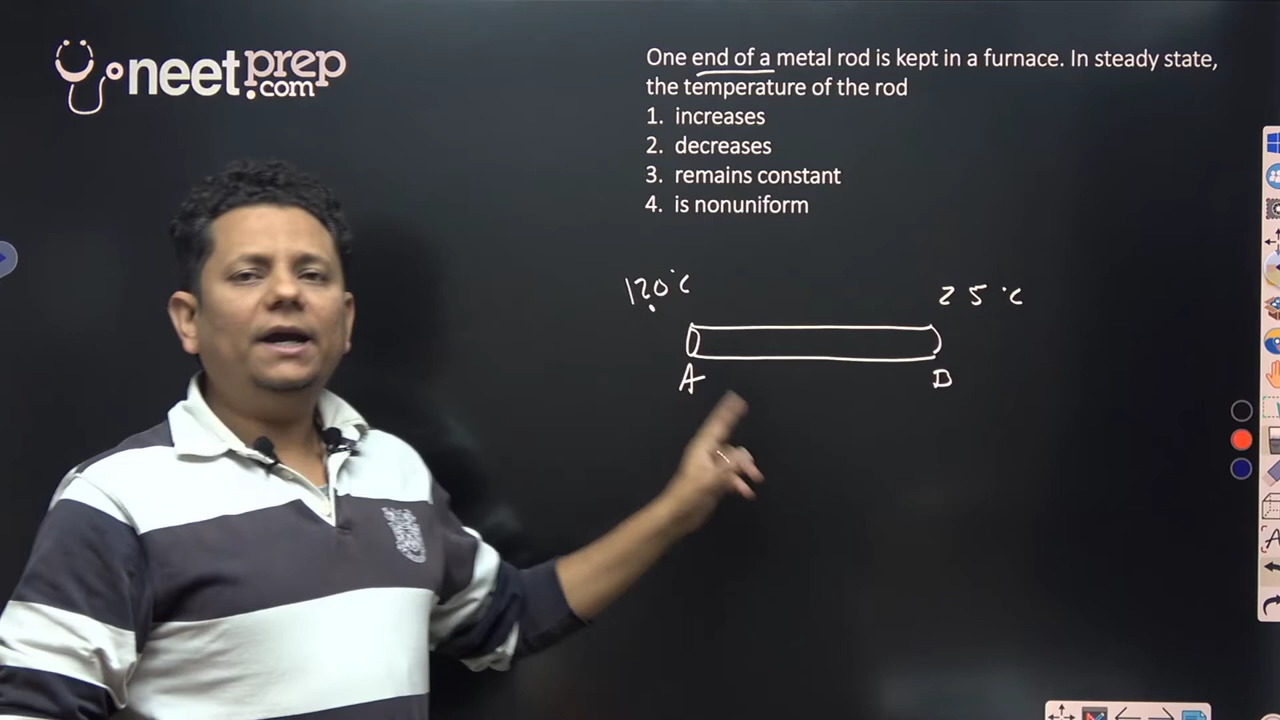 neetprep
.com
One end of a metal rod is kept in a furnace. In steady state,
the temperature of the rod
1. increases
2. decreases
3. remains constant
4. is nonuniform
120°C
25°C
A
B